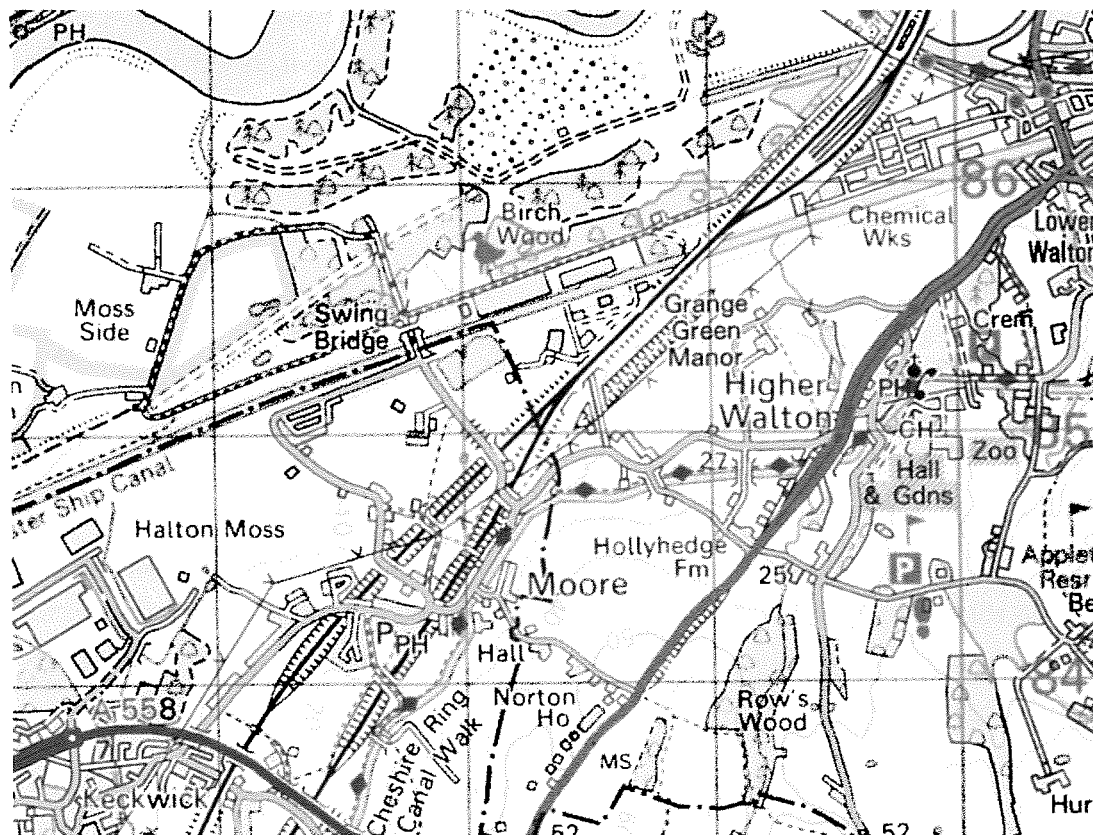 PH
86
Birch
Wood
Chemical
Wks
Lower
Walton
Moss
Side
Swing
Bridge
Grange
Green
Manor
Crem
Higher
Walton
PH
CH
Zoo
85
27
Hall
& Gdns
Ship Canal
Halton Moss
Hollyhedge
Fm
25
P
Moore
P
PH
Hall
Norton
Ho
Row's
Wood
84
MS
Cheshire Ring
Canal Walk
Keckwick
52
52